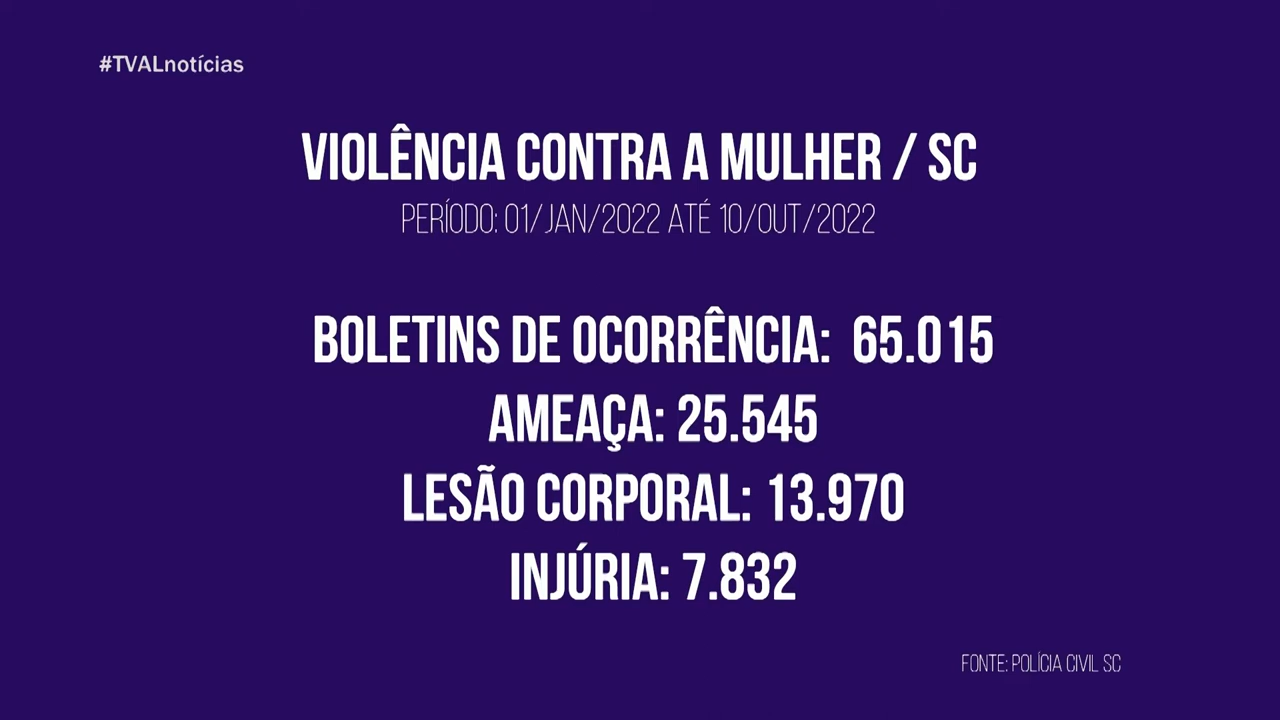 #TVALnotícias
VIOLÊNCIA CONTRA A MULHER / SC
PERÍODO: 01/JAN/2022 ATÉ 10/OUT/2022
BOLETINS DE OCORRÊNCIA: 65.015
AMEAÇA: 25.545
LESÃO CORPORAL: 13.970
INJÚRIA: 7.832
FONTE: POLÍCIA CIVIL SC